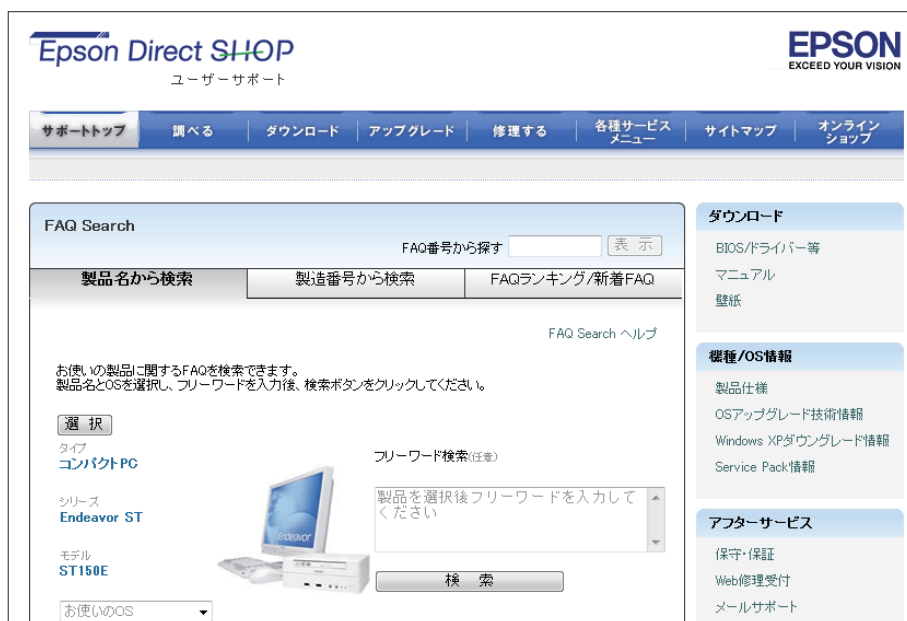 Epson Direct SHOP
ユーザーサポート
EPSON
EXCEED YOUR VISION
サポートトップ
調べる
ダウンロード
アップグレード
修理する
各種サービス
メニュー
サイトマップ
オンライン
ショップ
FAQ Search
FAQ番号から探す
表 示
製品名から検索
製造番号から検索
FAQランキング/新着FAQ
FAQ Search ヘルプ
お使いの製品に関するFAQを検索できます。
製品名とOSを選択し、フリーワードを入力後、検索ボタンをクリックしてください。
選 択
タイプ
コンパクトPC
シリーズ
Endeavor ST
モデル
ST150E
お使いのOS
Endeavor
フリーワード検索(任意)
製品を選択後フリーワードを入力して
ください
検 索
ダウンロード
BIOS/ドライバー等
マニュアル
壁紙
機種/OS情報
製品仕様
OSアップグレード技術情報
Windows XPダウングレード情報
Service Pack情報
アフターサービス
保守・保証
Web修理受付
メールサポート